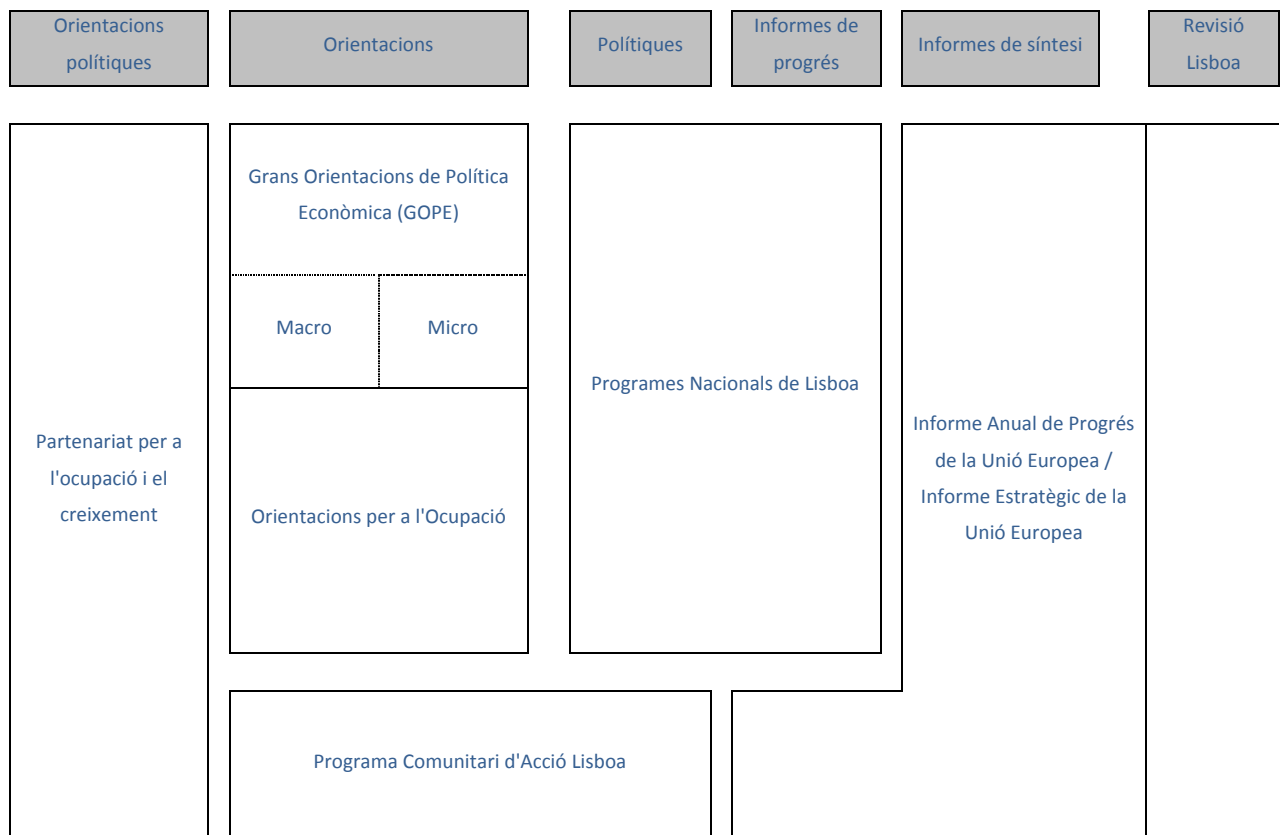 Orientacions
polítiques
Orientacions
Polítiques
Informes de
progrés
Informes de síntesi
Revisió
Lisboa
Partenariat per a
l'ocupació i el
creixement
Grans Orientacions de Política
Econòmica (GOPE)
Macro
Micro
Orientacions per a l'Ocupació
Programes Nacionals de Lisboa
Informe Anual de Progrés
de la Unió Europea /
Informe Estratègic de la
Unió Europea
Programa Comunitari d'Acció Lisboa